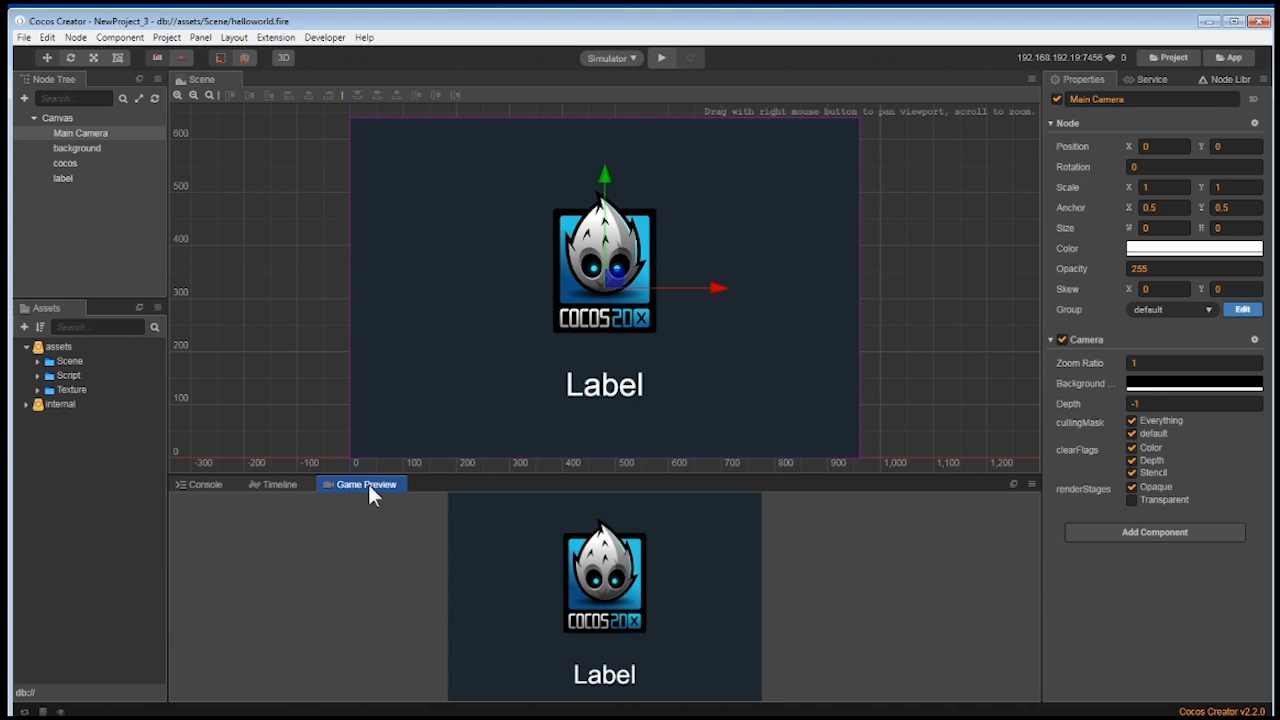 Cocos Creator - NewProject_3 - db://assets/Scene/helloworld.fire
File Edit Node Component Project Panel Layout Extension Developer Help
3D
Simulator
192.168.192.19:7456 0
Project
App
Node Tree
Search...
Canvas
Main Camera
background
cocos
label
Assets
Search...
assets
Scene
Script
Texture
internal
db://
Scene
Drag with right mouse button to pan viewport, scroll to zoom.
600
500
400
300
200
100
0
-300 -200 -100 0 100 200 300 400 500 600 700 800 900 1,000 1,100 1,200
COCOS2DX
Label
Console Timeline Game Preview
COCOS2DX
Label
Properties Service Node Libr
Main Camera 3D
Node
Position X 0 Y 0
Rotation 0
Scale X 1 Y 1
Anchor X 0.5 Y 0.5
Size W 0 H 0
Color
Opacity 255
Skew X 0 Y 0
Group default Edit
Camera
Zoom Ratio 1
Background ...
Depth -1
cullingMask Everything
default
clearFlags Color
Depth
Stencil
renderStages Opaque
Transparent
Add Component
Cocos Creator v2.2.0